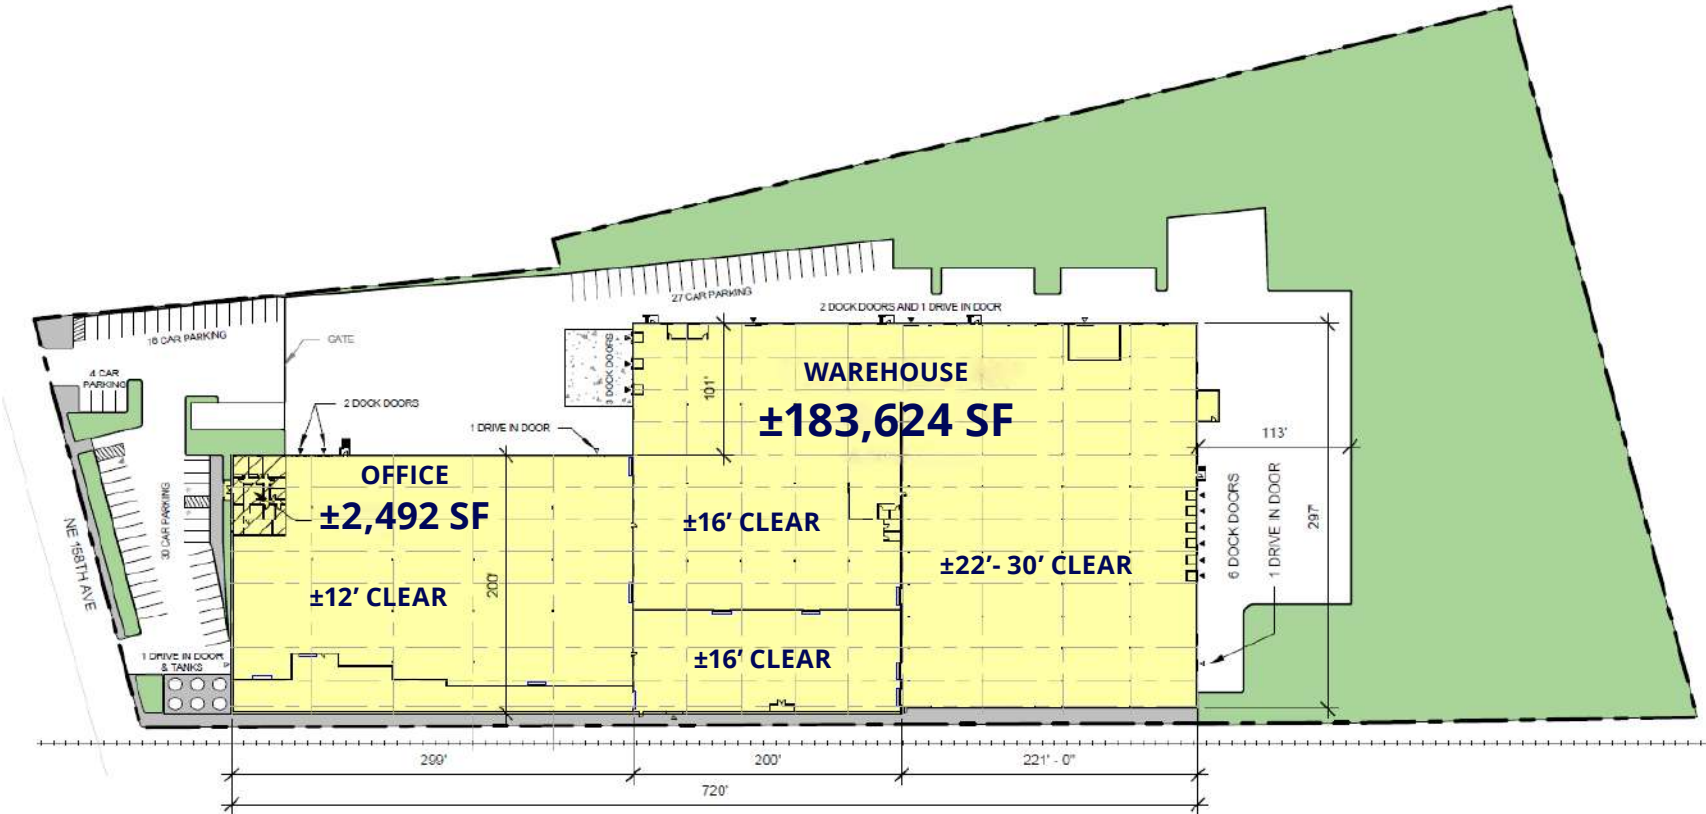 27 CAR PARKING
2 DOCK DOORS AND 1 DRIVE IN DOOR
18 CAR PARKING
GATE
4 CAR
PARKING
3 DOCK DOORS
101'
WAREHOUSE
±183,624 SF
2 DOCK DOORS
1 DRIVE IN DOOR
113'
OFFICE
±2,492 SF
±16’ CLEAR
6 DOCK DOORS
1 DRIVE IN DOOR
297'
30 CAR PARKING
NE 158TH AVE
±12’ CLEAR
200'
±22’- 30’ CLEAR
±16’ CLEAR
1 DRIVE IN DOOR
& TANKS
299'
200'
221' - 0"
720'